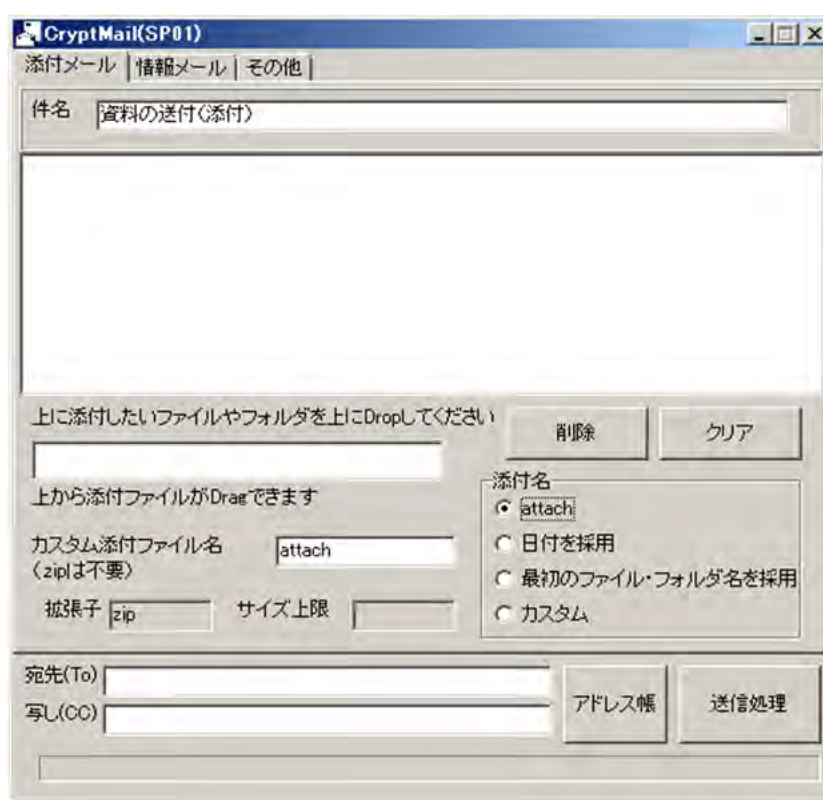 CryptMail(SP01)
添付メール 情報メール その他
件名 資料の送付(添付)
上に添付したいファイルやフォルダを上にDropしてください
削除 クリア
上から添付ファイルがDragできます
カスタム添付ファイル名 attach
(zipは不要)
拡張子 zip サイズ上限
添付名
attach
日付を採用
最初のファイル・フォルダ名を採用
カスタム
宛先(To)
写し(CC)
アドレス帳 送信処理